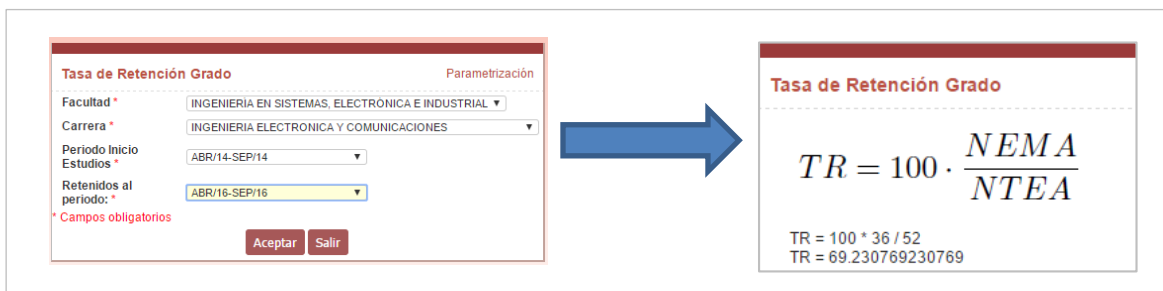 Tasa de Retención Grado Parametrización
Facultad * INGENIERÍA EN SISTEMAS, ELECTRÓNICA E INDUSTRIAL ▼
Carrera * INGENIERIA ELECTRONICA Y COMUNICACIONES ▼
Periodo Inicio
Estudios * ABR/14-SEP/14 ▼
Retenidos al
periodo: * ABR/16-SEP/16 ▼
* Campos obligatorios
Aceptar Salir
Tasa de Retención Grado
TR = 100 · NEMA
NTEA
TR = 100 * 36 / 52
TR = 69.230769230769